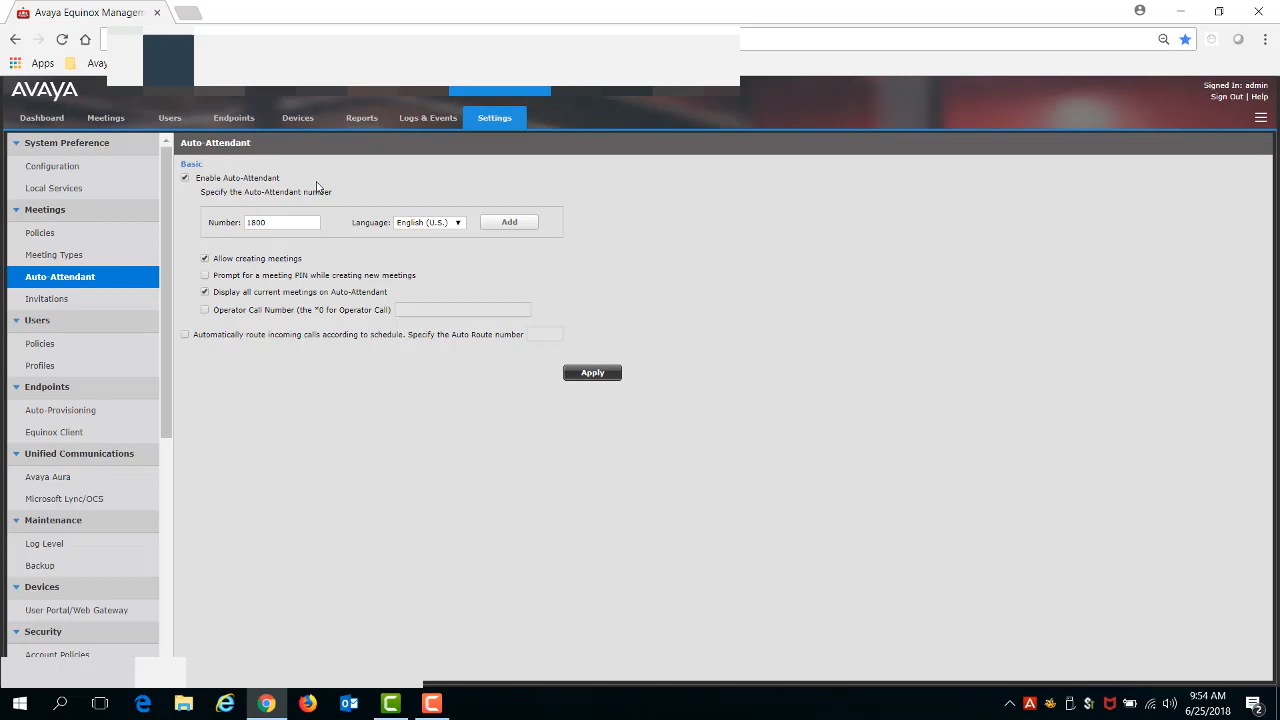 Avaya Equinox Managem
Apps Avay
AVAYA
Signed In: admin
Sign Out | Help
Dashboard Meetings Users Endpoints Devices Reports Logs & Events Settings
System Preference
Configuration
Local Services
Meetings
Policies
Meeting Types
Auto-Attendant
Invitations
Users
Policies
Profiles
Endpoints
Auto-Provisioning
Equinox Client
Unified Communications
Avaya Aura
Microsoft Lync/OCS
Maintenance
Log Level
Backup
Devices
User Portal/Web Gateway
Security
Account Policies
Auto-Attendant
Basic
Enable Auto-Attendant
Specify the Auto-Attendant number
Number: 1800 Language: English (U.S.) Add
Allow creating meetings
Prompt for a meeting PIN while creating new meetings
Display all current meetings on Auto-Attendant
Operator Call Number (the *0 for Operator Call)
Automatically route incoming calls according to schedule. Specify the Auto Route number
Apply
9:54 AM
6/25/2018
2